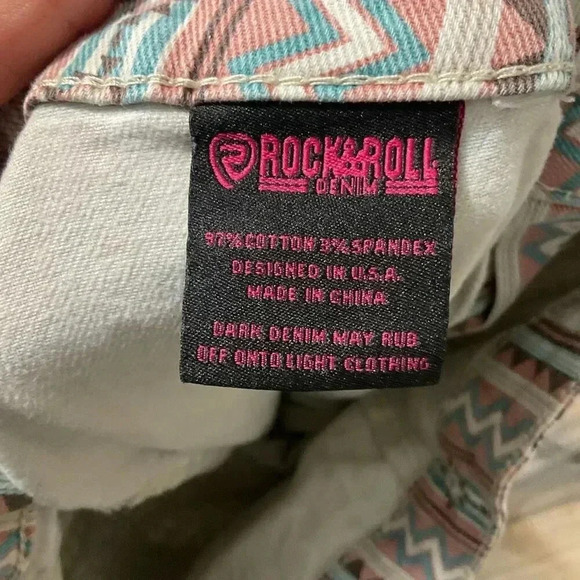 ROCK&ROLL
DENIM
97% COTTON 3% SPANDEX
DESIGNED IN U.S.A.
MADE IN CHINA
DARK DENIM MAY RUB
OFF ONTO LIGHT CLOTHING